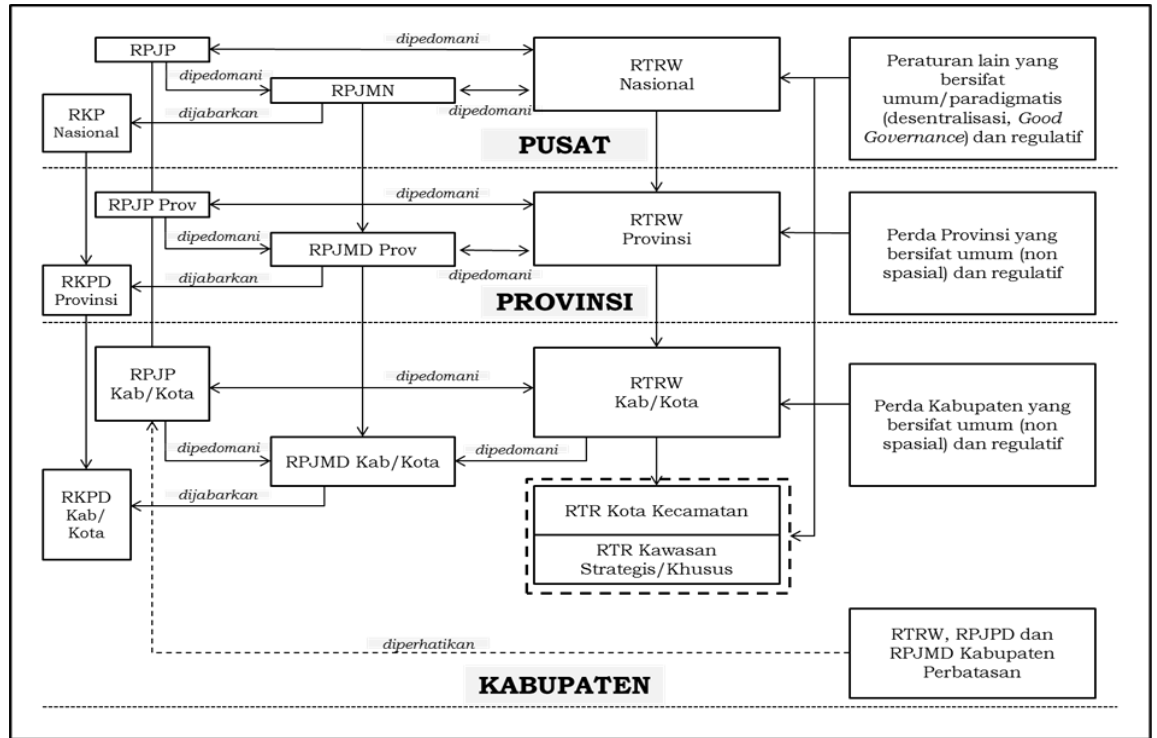 RPJP
dipedomani
RTRW
Nasional
Peraturan lain yang
bersifat
umum/paradigmatis
(desentralisasi, Good
Governance) dan regulatif
dipedomani
RPJMN
dipedomani
RKP
Nasional
dijabarkan
PUSAT
RPJP Prov
dipedomani
RTRW
Provinsi
Perda Provinsi yang
bersifat umum (non
spasial) dan regulatif
dipedomani
RPJMD Prov
dipedomani
RKPD
Provinsi
dijabarkan
PROVINSI
RPJP
Kab/Kota
dipedomani
RTRW
Kab/Kota
Perda Kabupaten yang
bersifat umum (non
spasial) dan regulatif
dipedomani
RPJMD Kab/Kota
dipedomani
RKPD
Kab/
Kota
dijabarkan
RTR Kota Kecamatan
RTR Kawasan
Strategis/Khusus
diperhatikan
RTRW, RPJPD dan
RPJMD Kabupaten
Perbatasan
KABUPATEN